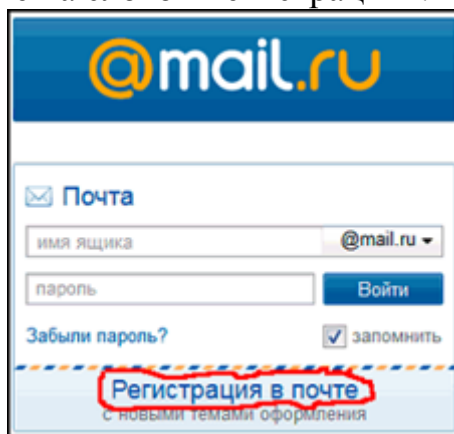 @mail.ru
Почта
имя ящика @mail.ru
пароль Войти
Забыли пароль? запомнить
Регистрация в почте
с новыми темами оформления